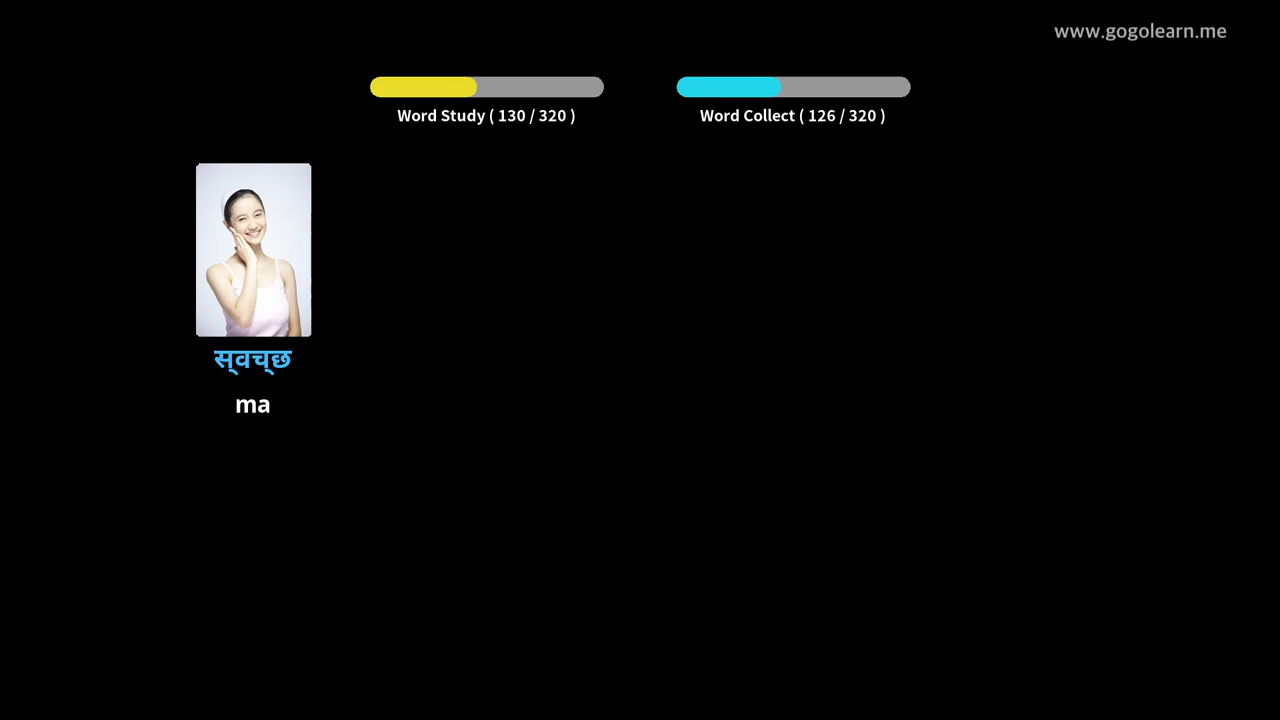 www.gogolearn.me
Word Study ( 130 / 320 )
Word Collect ( 126 / 320 )
स्‌वच्‌छ
ma